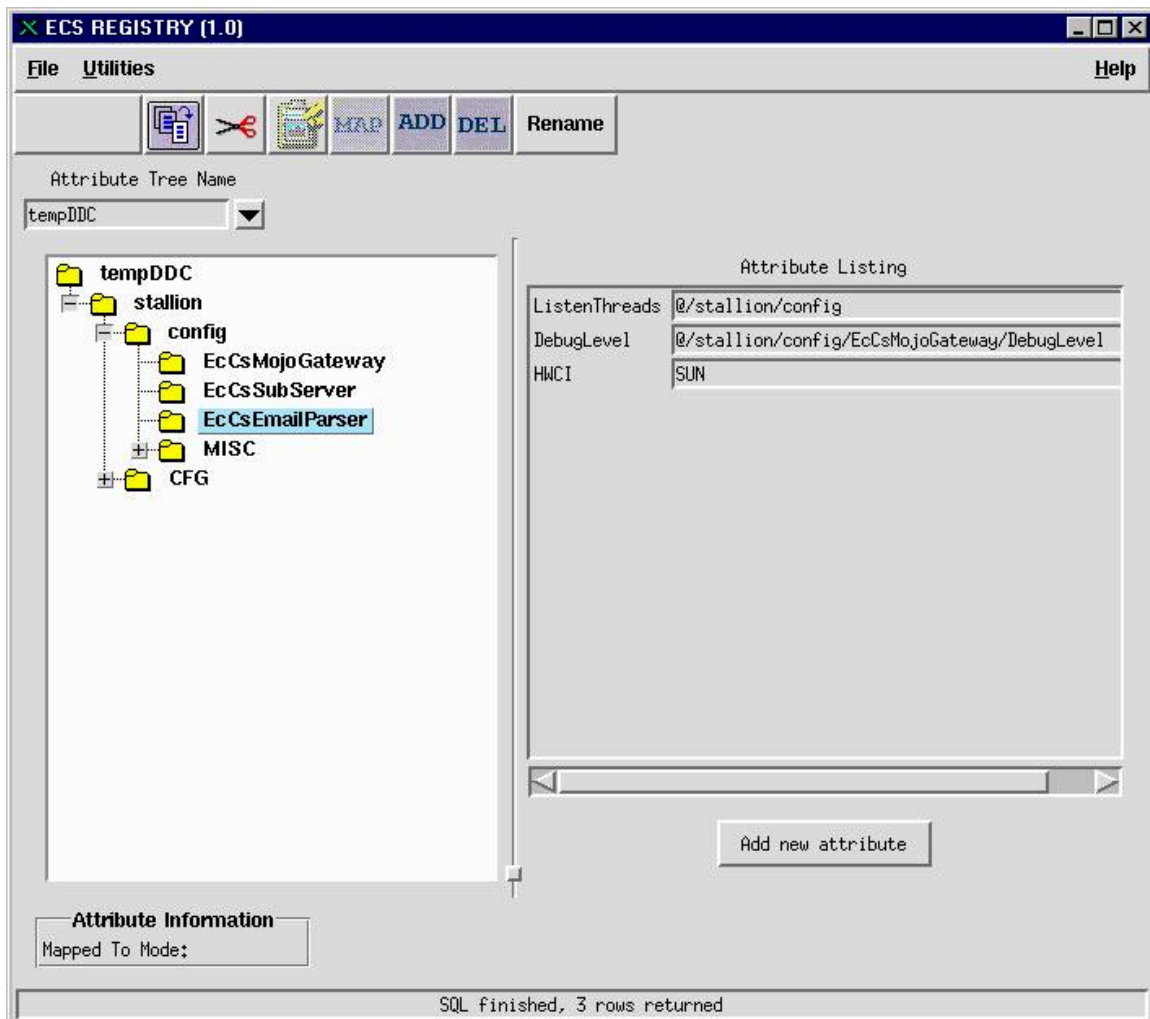 ECS REGISTRY (1.0)
File Utilities Help
MAP ADD DEL Rename
Attribute Tree Name
tempDDC
tempDDC
stallion
config
EcCsMojoGateway
EcCsSubServer
EcCsEmailParser
MISC
CFG
Attribute Listing
ListenThreads @/stallion/config
DebugLevel @/stallion/config/EcCsMojoGateway/DebugLevel
HWCI SUN
Add new attribute
Attribute Information
Mapped To Mode:
SQL finished, 3 rows returned